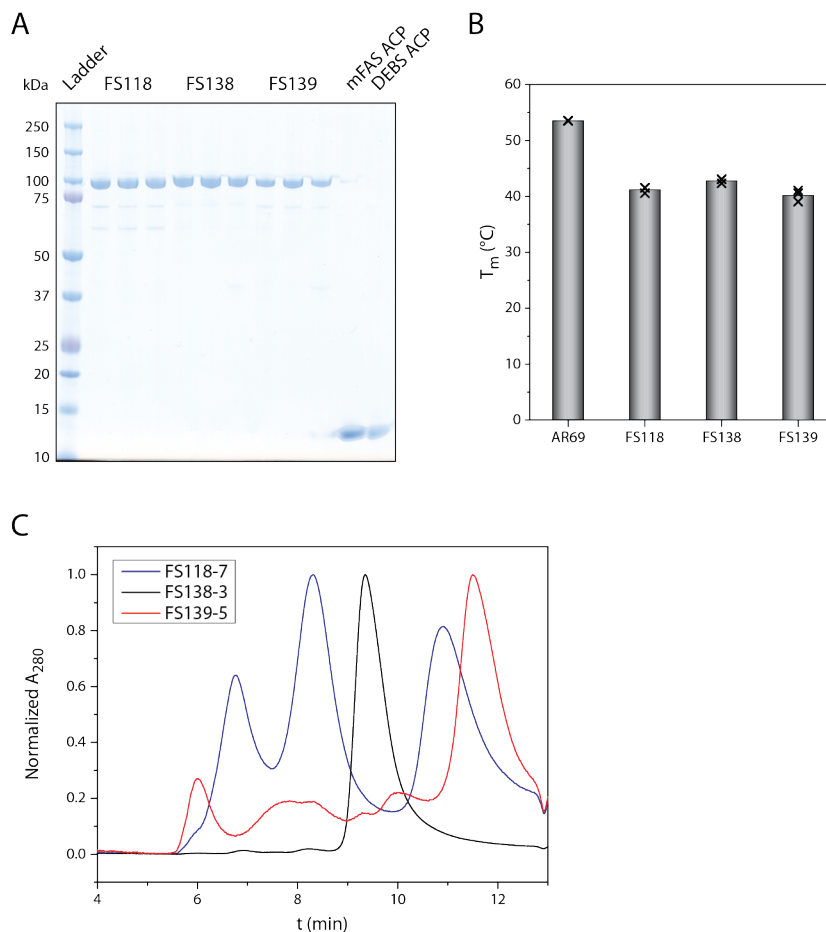 A
kDa
Ladder
FS118
FS138
FS139
mFAS ACP
DEBS ACP
250
150
100
75
50
37
25
20
15
10
B
60
50
40
30
20
10
0
Tm (°C)
AR69
FS118
FS138
FS139
C
FS118-7
FS138-3
FS139-5
1.0
0.8
0.6
0.4
0.2
0.0
Normalized A280
4
6
8
10
12
t (min)